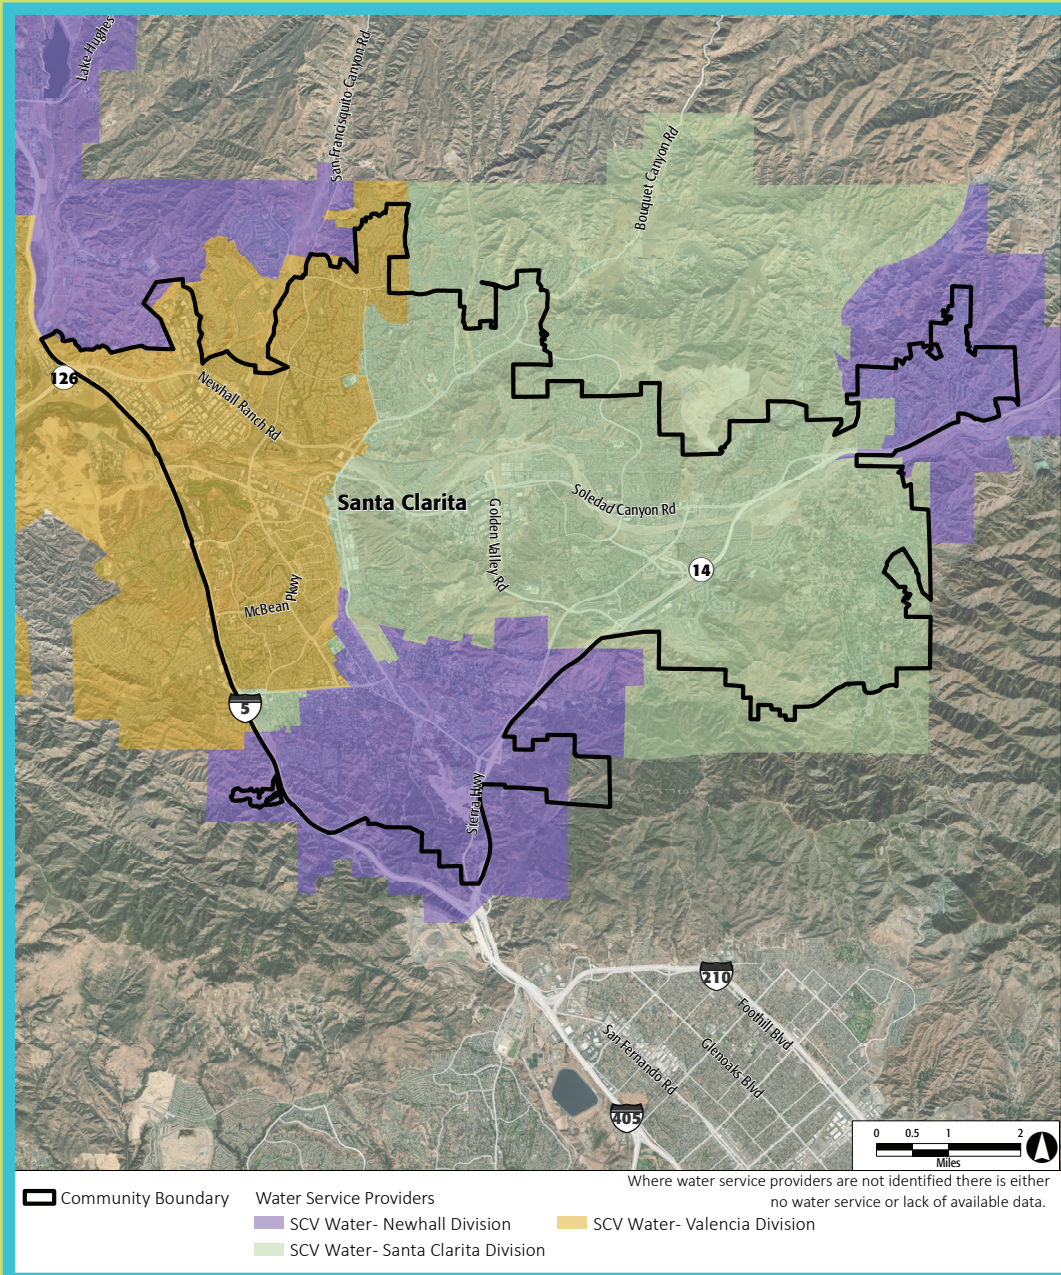 Lake Hughes
San Francisquito Canyon Rd
Bouquet Canyon Rd
126
Newhall Ranch Rd
Santa Clarita
Golden Valley Rd
Soledad Canyon Rd
14
McBean Pkwy
5
Sierra Hwy
210
Foothill Blvd
San Fernando Rd
Glenoaks Blvd
405
0 0.5 1 2
Miles
Where water service providers are not identified there is either
no water service or lack of available data.
Community Boundary
Water Service Providers
SCV Water- Newhall Division
SCV Water- Valencia Division
SCV Water- Santa Clarita Division